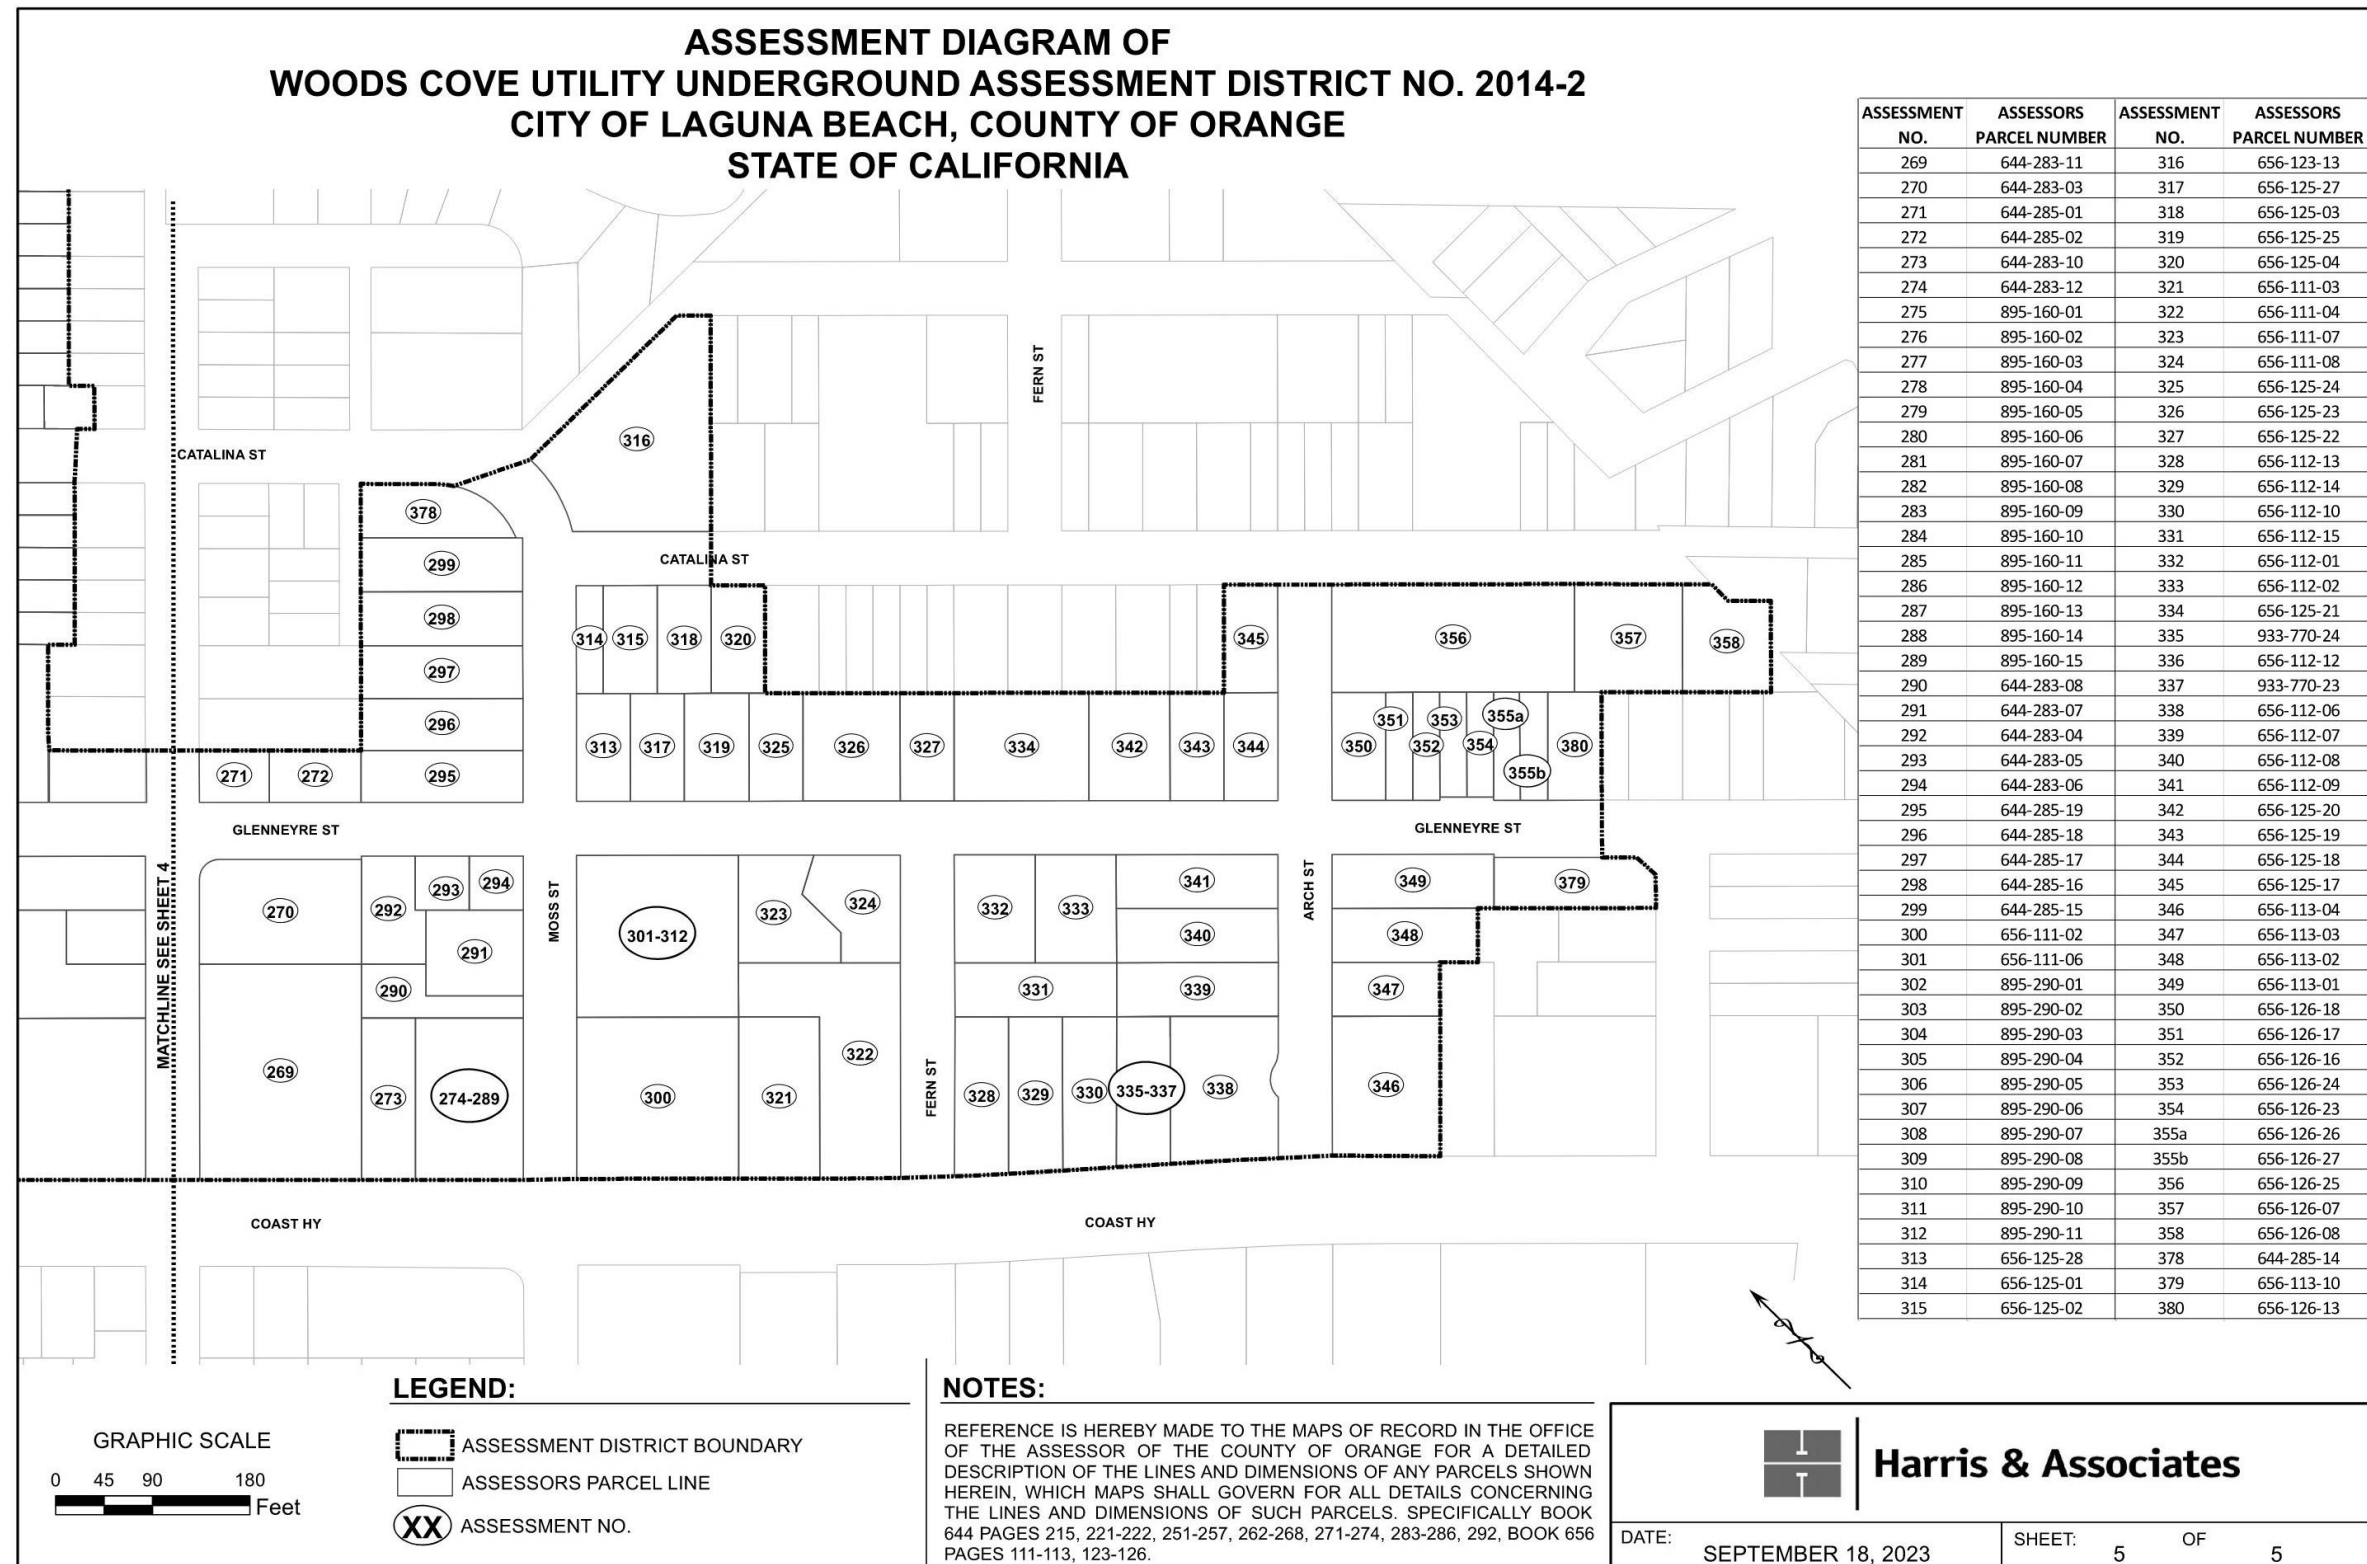 ASSESSMENT DIAGRAM OF
WOODS COVE UTILITY UNDERGROUND ASSESSMENT DISTRICT NO. 2014-2
CITY OF LAGUNA BEACH, COUNTY OF ORANGE
STATE OF CALIFORNIA
ASSESSMENT NO. ASSESSORS PARCEL NUMBER ASSESSMENT NO. ASSESSORS PARCEL NUMBER
269 644-283-11 316 656-123-13
270 644-283-03 317 656-125-27
271 644-285-01 318 656-125-03
272 644-285-02 319 656-125-25
273 644-283-10 320 656-125-04
274 644-283-12 321 656-111-03
275 895-160-01 322 656-111-04
276 895-160-02 323 656-111-07
277 895-160-03 324 656-111-08
278 895-160-04 325 656-125-24
279 895-160-05 326 656-125-23
280 895-160-06 327 656-125-22
281 895-160-07 328 656-112-13
282 895-160-08 329 656-112-14
283 895-160-09 330 656-112-10
284 895-160-10 331 656-112-15
285 895-160-11 332 656-112-01
286 895-160-12 333 656-112-02
287 895-160-13 334 656-125-21
288 895-160-14 335 933-770-24
289 895-160-15 336 656-112-12
290 644-283-08 337 933-770-23
291 644-283-07 338 656-112-06
292 644-283-04 339 656-112-07
293 644-283-05 340 656-112-08
294 644-283-06 341 656-112-09
295 644-285-19 342 656-125-20
296 644-285-18 343 656-125-19
297 644-285-17 344 656-125-18
298 644-285-16 345 656-125-17
299 644-285-15 346 656-113-04
300 656-111-02 347 656-113-03
301 656-111-06 348 656-113-02
302 895-290-01 349 656-113-01
303 895-290-02 350 656-126-18
304 895-290-03 351 656-126-17
305 895-290-04 352 656-126-16
306 895-290-05 353 656-126-24
307 895-290-06 354 656-126-23
308 895-290-07 355a 656-126-26
309 895-290-08 355b 656-126-27
310 895-290-09 356 656-126-25
311 895-290-10 357 656-126-07
312 895-290-11 358 656-126-08
313 656-125-28 378 644-285-14
314 656-125-01 379 656-113-10
315 656-125-02 380 656-126-13
FERN ST
316
CATALINA ST
378
CATALINA ST
299
298
314 315 318 320 345 356 357 358
297
296
351 353 355a
313 317 319 325 326 327 334 342 343 344 350 352 354 380
271 272 295
355b
GLENNEYRE ST
GLENNEYRE ST
MATCHLINE SEE SHEET 4
MOSS ST
ARCH ST
293 294
341 349 379
270 292 323 324 332 333
301-312
340 348
291
290 331 339 347
322
269
FERN ST
273 274-289 300 321 328 329 330 335-337 338 346
COAST HY
COAST HY
GRAPHIC SCALE
0 45 90 180
Feet
LEGEND:
ASSESSMENT DISTRICT BOUNDARY
ASSESSORS PARCEL LINE
XX ASSESSMENT NO.
NOTES:
REFERENCE IS HEREBY MADE TO THE MAPS OF RECORD IN THE OFFICE
OF THE ASSESSOR OF THE COUNTY OF ORANGE FOR A DETAILED
DESCRIPTION OF THE LINES AND DIMENSIONS OF ANY PARCELS SHOWN
HEREIN, WHICH MAPS SHALL GOVERN FOR ALL DETAILS CONCERNING
THE LINES AND DIMENSIONS OF SUCH PARCELS. SPECIFICALLY BOOK
644 PAGES 215, 221-222, 251-257, 262-268, 271-274, 283-286, 292, BOOK 656
PAGES 111-113, 123-126.
Harris & Associates
DATE: SEPTEMBER 18, 2023
SHEET: 5 OF 5